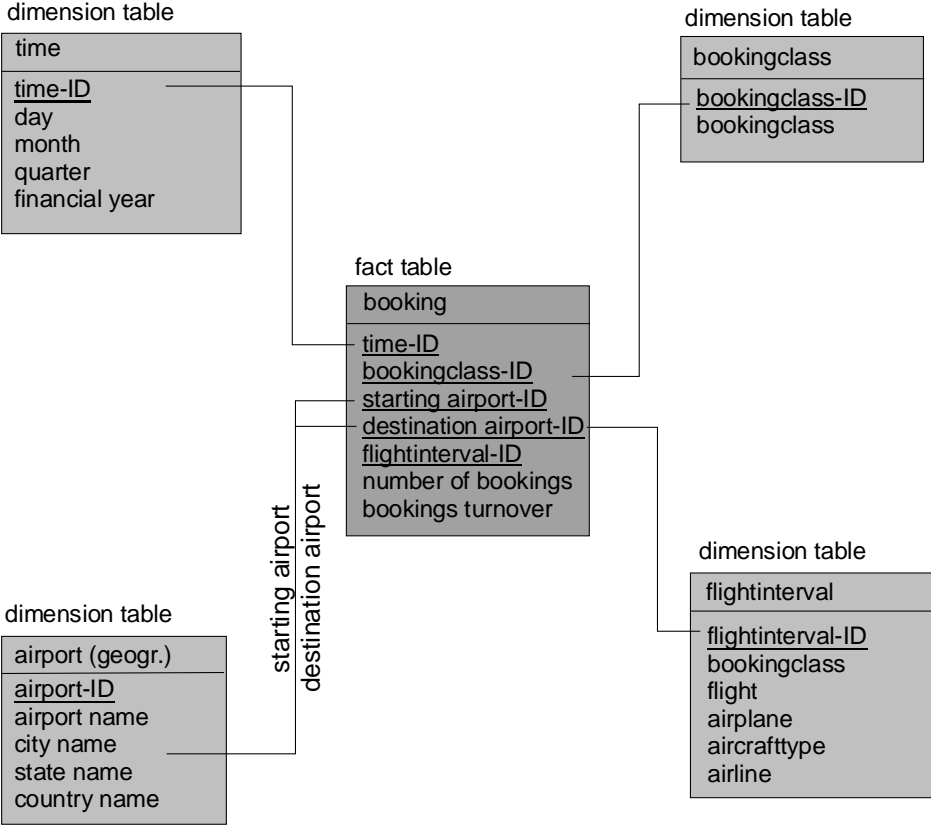 dimension table
time
time-ID
day
month
quarter
financial year
dimension table
bookingclass
bookingclass-ID
bookingclass
fact table
booking
time-ID
bookingclass-ID
starting airport-ID
destination airport-ID
flightinterval-ID
number of bookings
bookings turnover
starting airport
destination airport
dimension table
airport (geogr.)
airport-ID
airport name
city name
state name
country name
dimension table
flightinterval
flightinterval-ID
bookingclass
flight
airplane
aircrafttype
airline